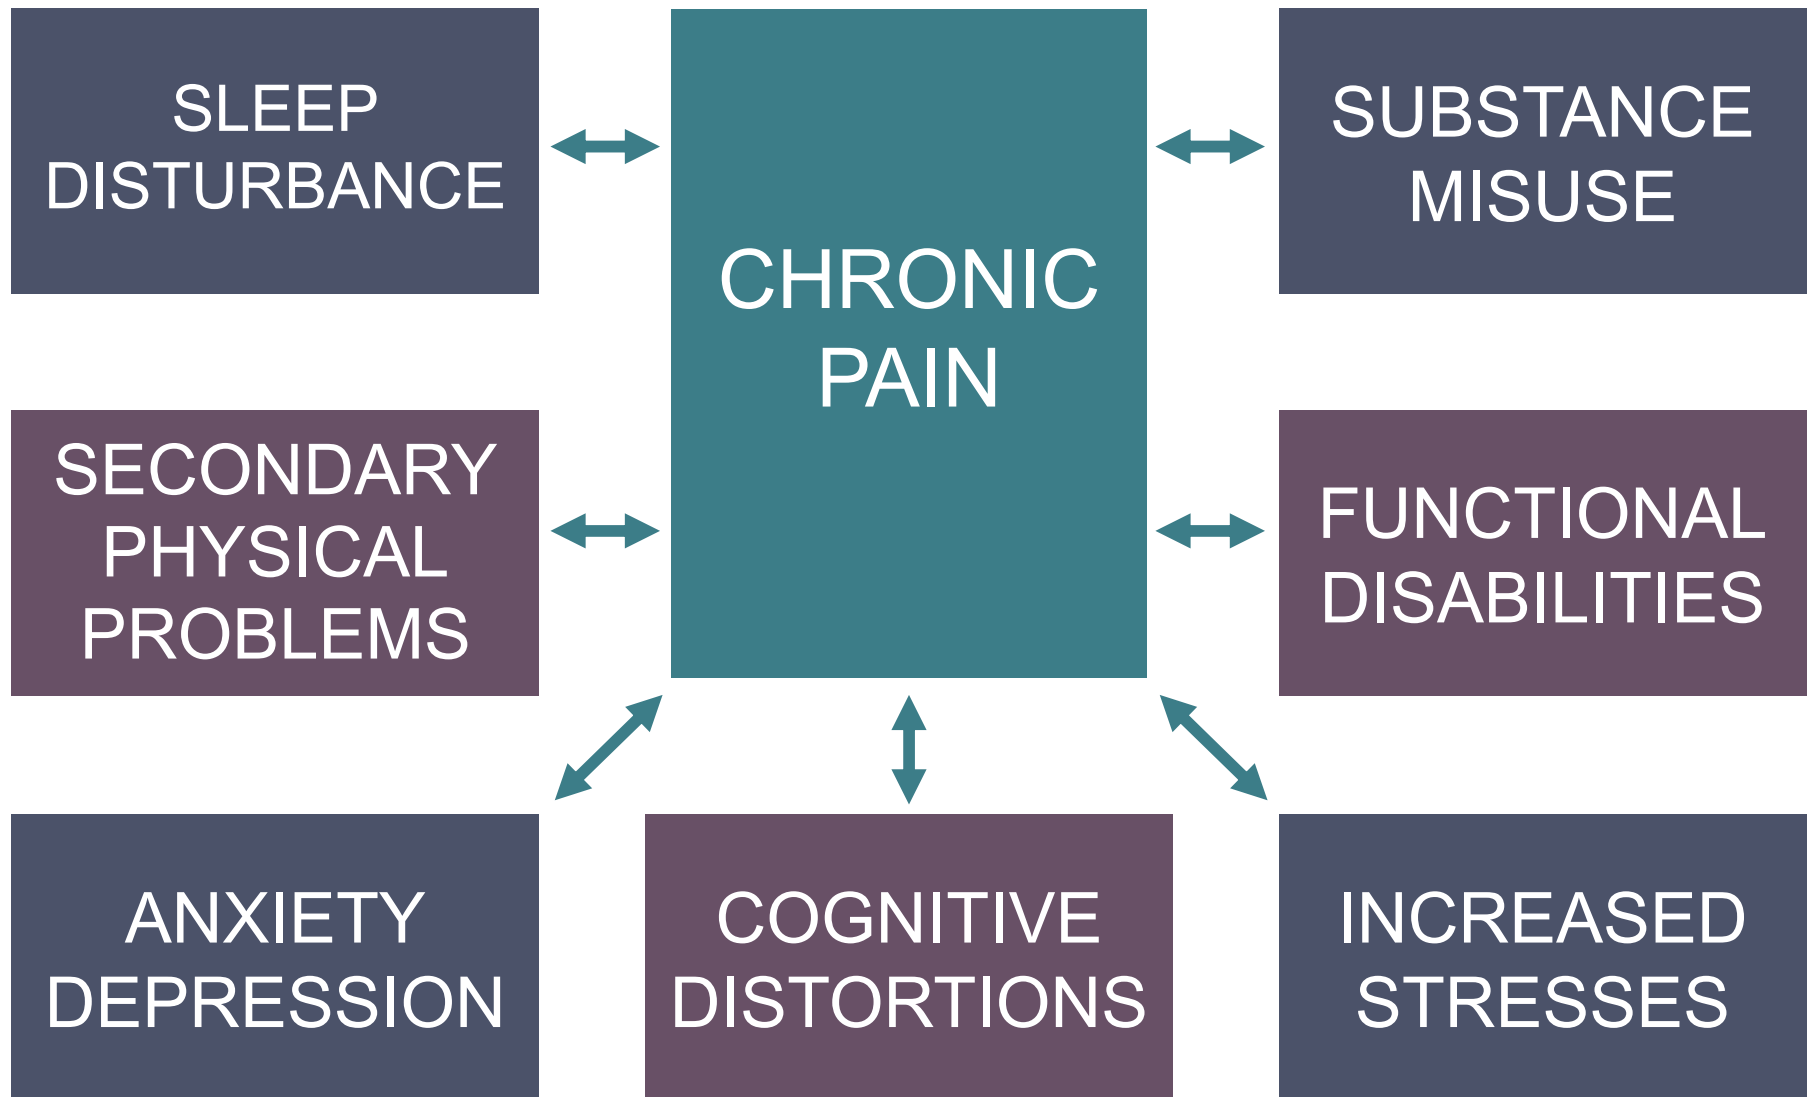 SLEEP
DISTURBANCE
CHRONIC
PAIN
SUBSTANCE
MISUSE
SECONDARY
PHYSICAL
PROBLEMS
FUNCTIONAL
DISABILITIES
ANXIETY
DEPRESSION
COGNITIVE
DISTORTIONS
INCREASED
STRESSES